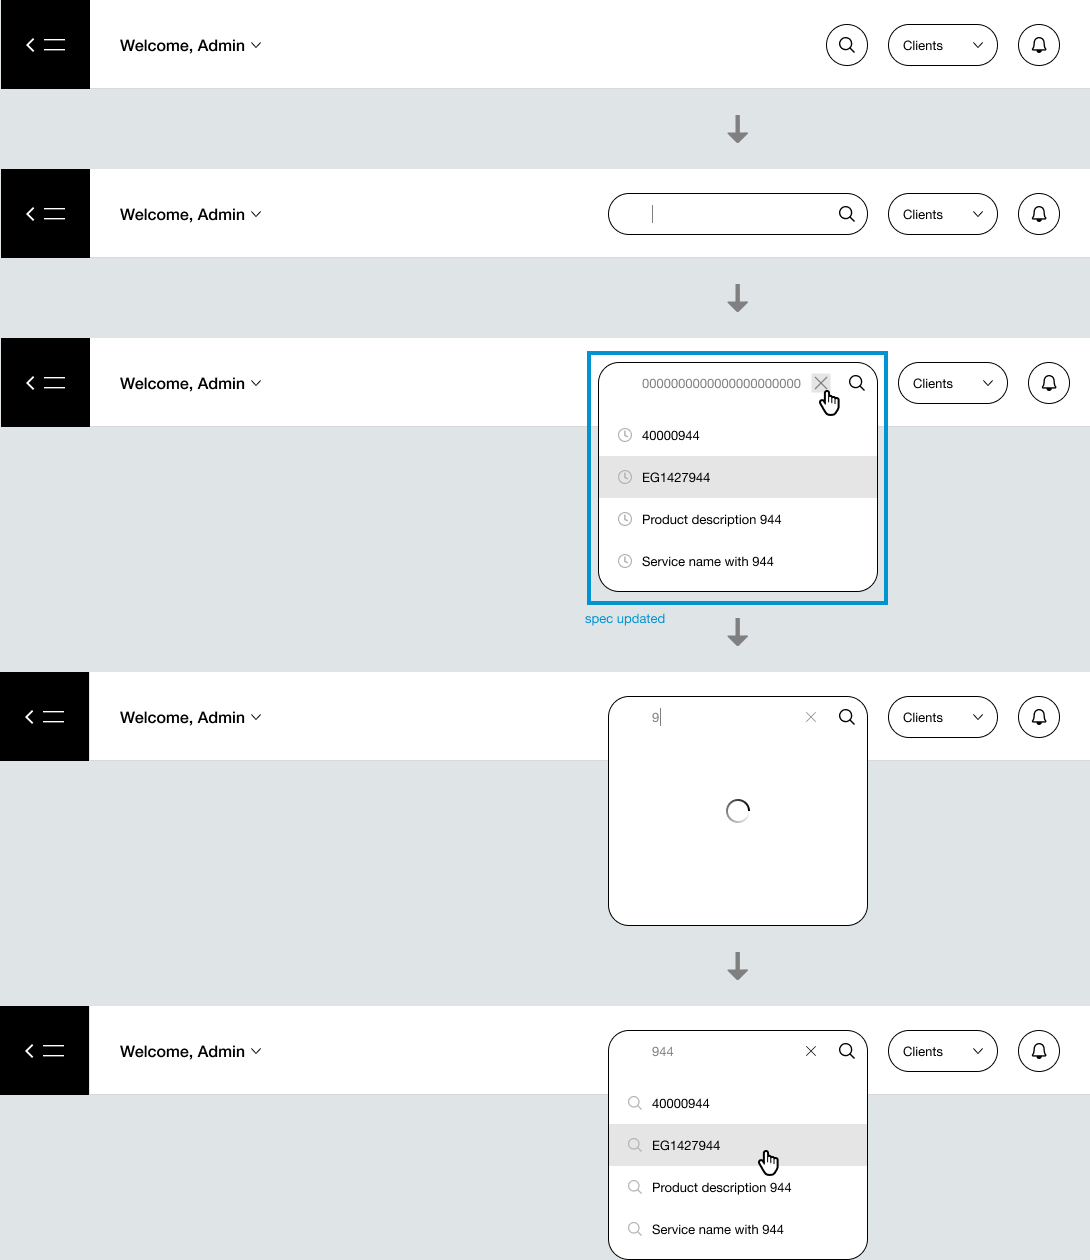 Welcome, Admin
Clients
Welcome, Admin
Clients
Welcome, Admin
0000000000000000000000
Clients
40000944
EG1427944
Product description 944
Service name with 944
spec updated
Welcome, Admin
9
Clients
Welcome, Admin
944
Clients
40000944
EG1427944
Product description 944
Service name with 944